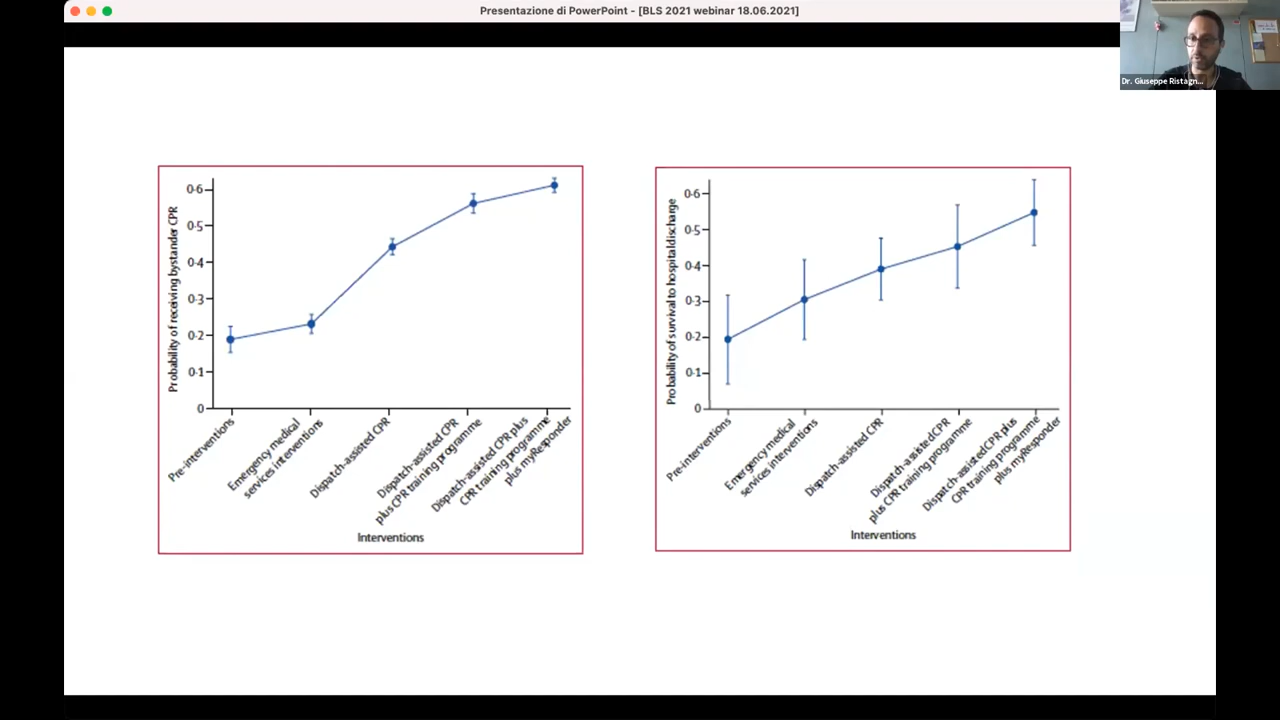 Presentazione di PowerPoint - [BLS 2021 webinar 18.06.2021]
Dr. Giuseppe Ristagn...
Probability of receiving bystander CPR
0·6
0·5
0·4
0·3
0·2
0·1
0
Pre-interventions
Emergency medical
services interventions
Dispatch-assisted CPR
Dispatch-assisted CPR
plus CPR training programme
Dispatch-assisted CPR plus
CPR training programme
plus myResponder
Interventions
Probability of survival to hospital discharge
0·6
0·5
0·4
0·3
0·2
0·1
0
Pre-interventions
Emergency medical
services interventions
Dispatch-assisted CPR
Dispatch-assisted CPR
plus CPR training programme
Dispatch-assisted CPR plus
CPR training programme
plus myResponder
Interventions